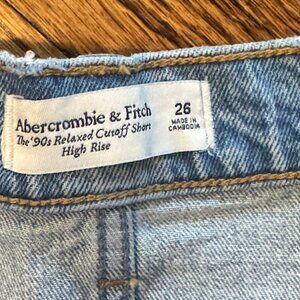 Abercrombie & Fitch
The '90s Relaxed Cutoff Short
High Rise
26
MADE IN
CAMBODIA